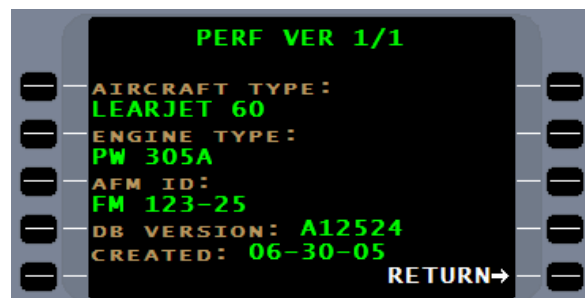 PERF VER 1/1
AIRCRAFT TYPE:
LEARJET 60
ENGINE TYPE:
PW 305A
AFM ID:
FM 123-25
DB VERSION: A12524
CREATED: 06-30-05
RETURN→